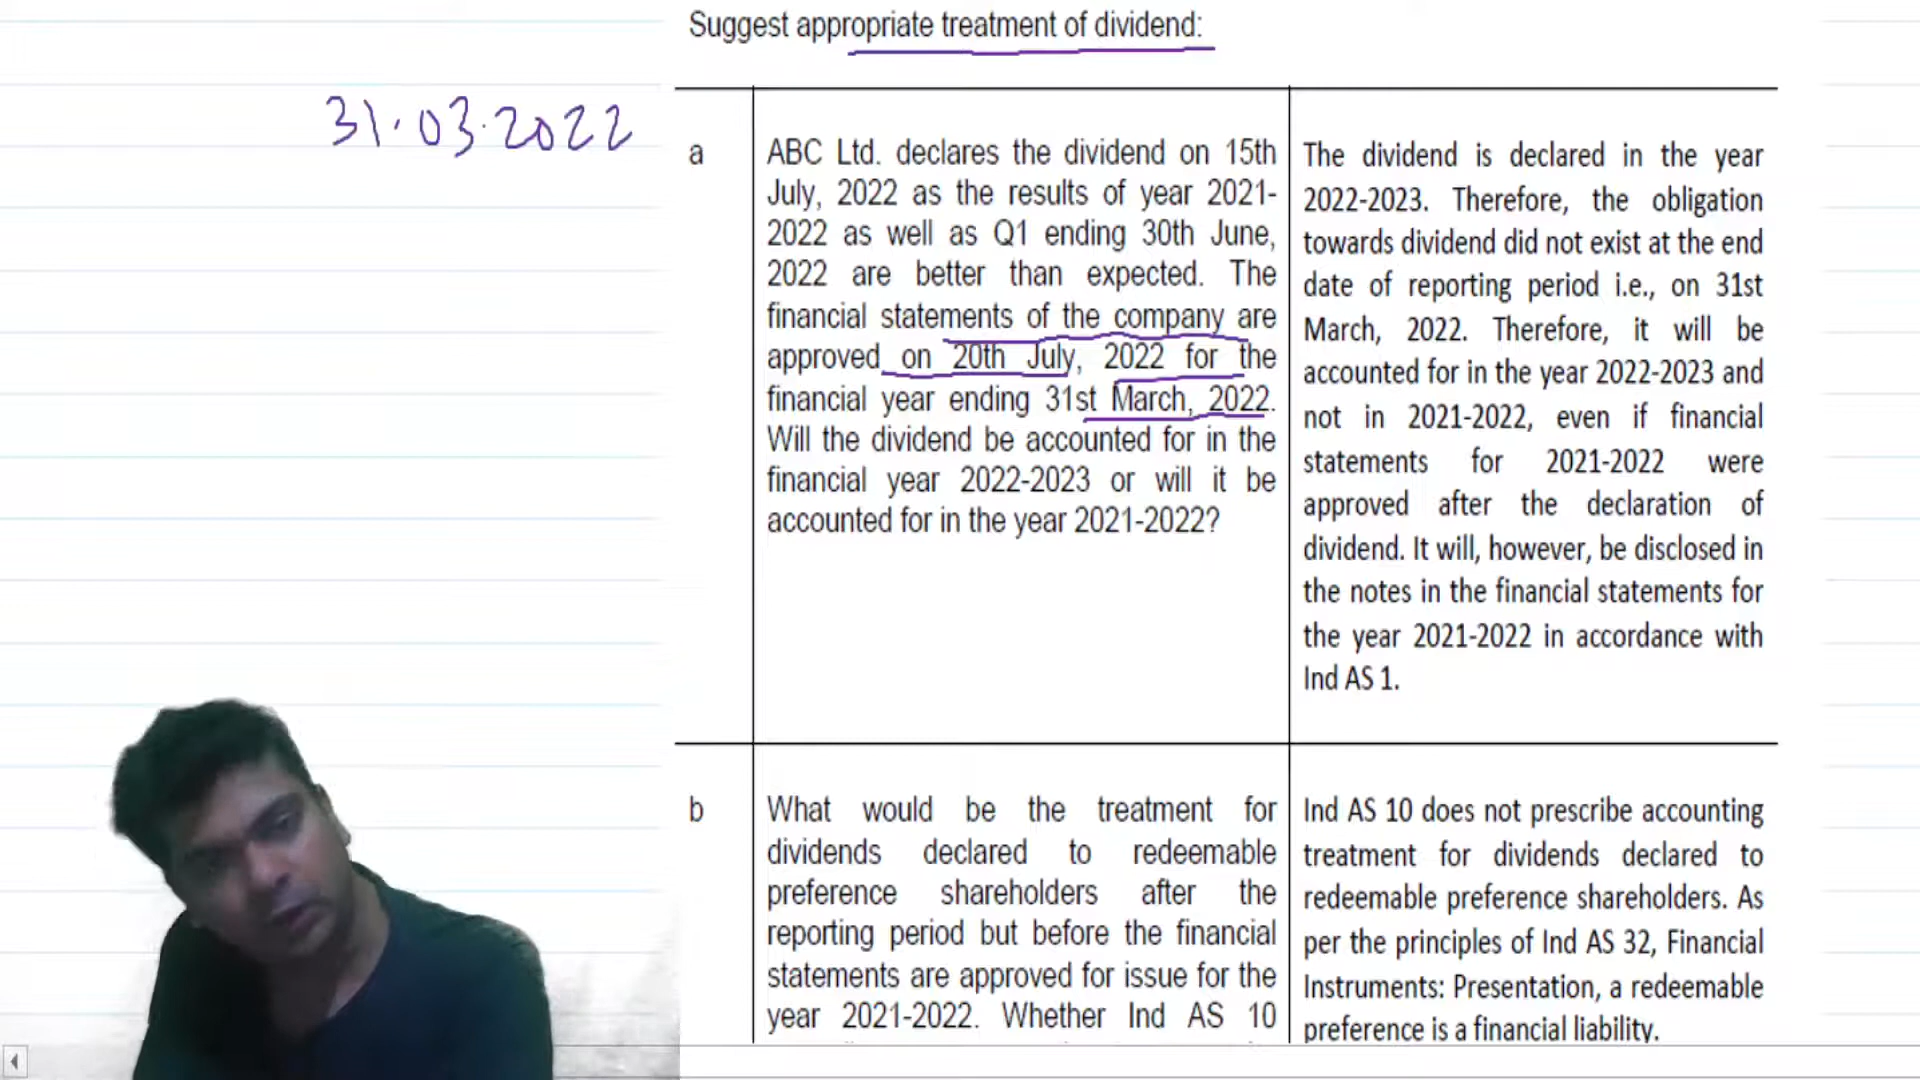 Suggest appropriate treatment of dividend:
31.03.2022
a
ABC Ltd. declares the dividend on 15th
July, 2022 as the results of year 2021-
2022 as well as Q1 ending 30th June,
2022 are better than expected. The
financial statements of the company are
approved on 20th July, 2022 for the
financial year ending 31st March, 2022.
Will the dividend be accounted for in the
financial year 2022-2023 or will it be
accounted for in the year 2021-2022?
The dividend is declared in the year
2022-2023. Therefore, the obligation
towards dividend did not exist at the end
date of reporting period i.e., on 31st
March, 2022. Therefore, it will be
accounted for in the year 2022-2023 and
not in 2021-2022, even if financial
statements for 2021-2022 were
approved after the declaration of
dividend. It will, however, be disclosed in
the notes in the financial statements for
the year 2021-2022 in accordance with
Ind AS 1.
b
What would be the treatment for
dividends declared to redeemable
preference shareholders after the
reporting period but before the financial
statements are approved for issue for the
year 2021-2022. Whether Ind AS 10
Ind AS 10 does not prescribe accounting
treatment for dividends declared to
redeemable preference shareholders. As
per the principles of Ind AS 32, Financial
Instruments: Presentation, a redeemable
preference is a financial liability.